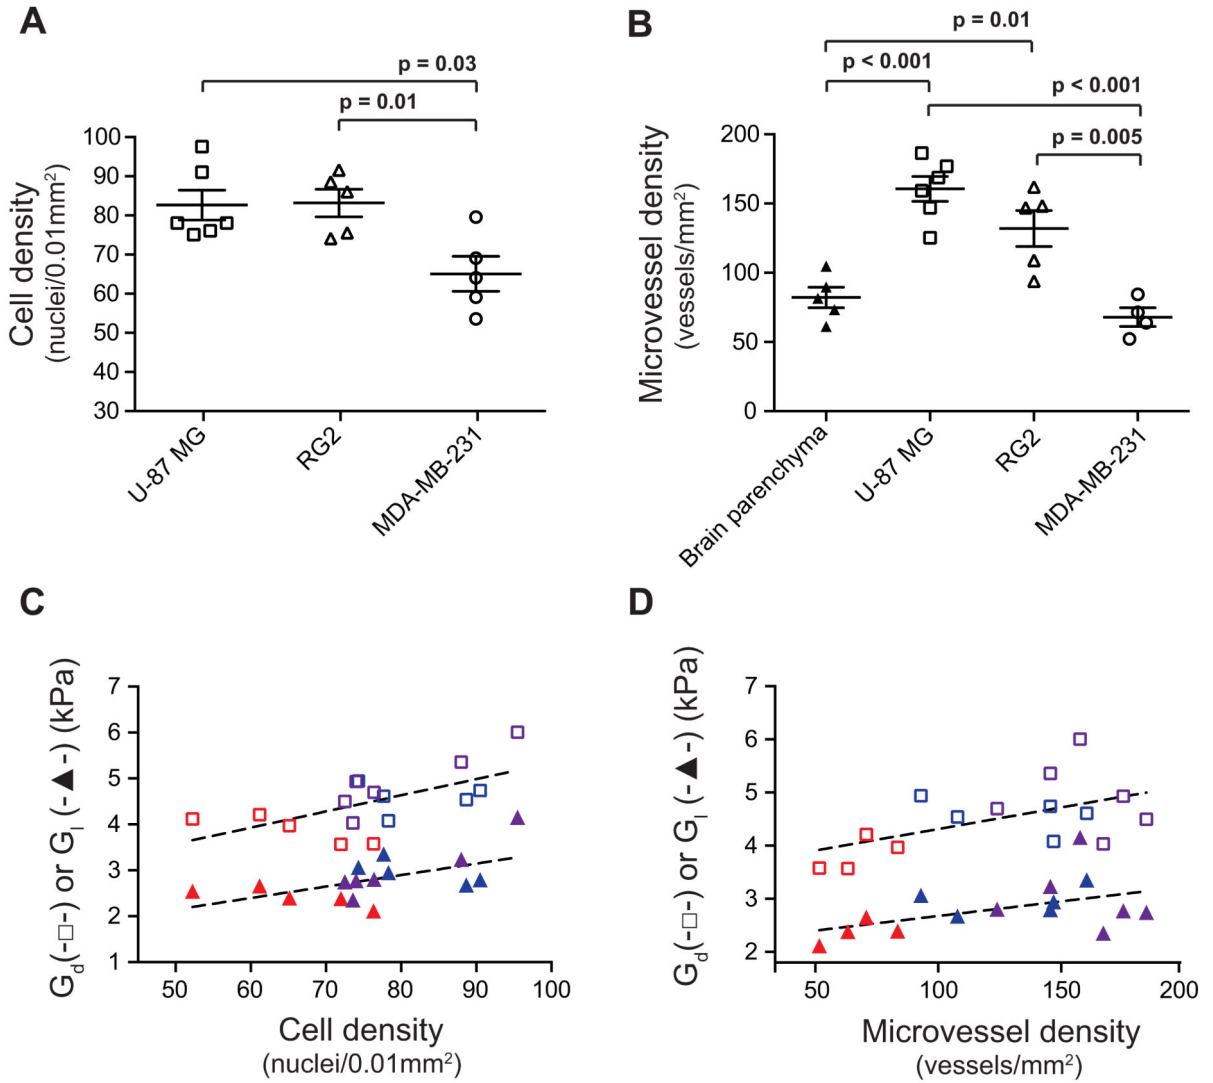 A
p = 0.03
p = 0.01
Cell density
(nuclei/0.01mm²)
100
90
80
70
60
50
40
30
U-87 MG
RG2
MDA-MB-231
B
p = 0.01
p < 0.001
p < 0.001
p = 0.005
Microvessel density
(vessels/mm²)
200
150
100
50
0
Brain parenchyma
U-87 MG
RG2
MDA-MB-231
C
G_d(-□-) or G_l (-▲-) (kPa)
7
6
5
4
3
2
1
50 60 70 80 90 100
Cell density
(nuclei/0.01mm²)
D
G_d(-□-) or G_l (-▲-) (kPa)
7
6
5
4
3
2
50 100 150 200
Microvessel density
(vessels/mm²)